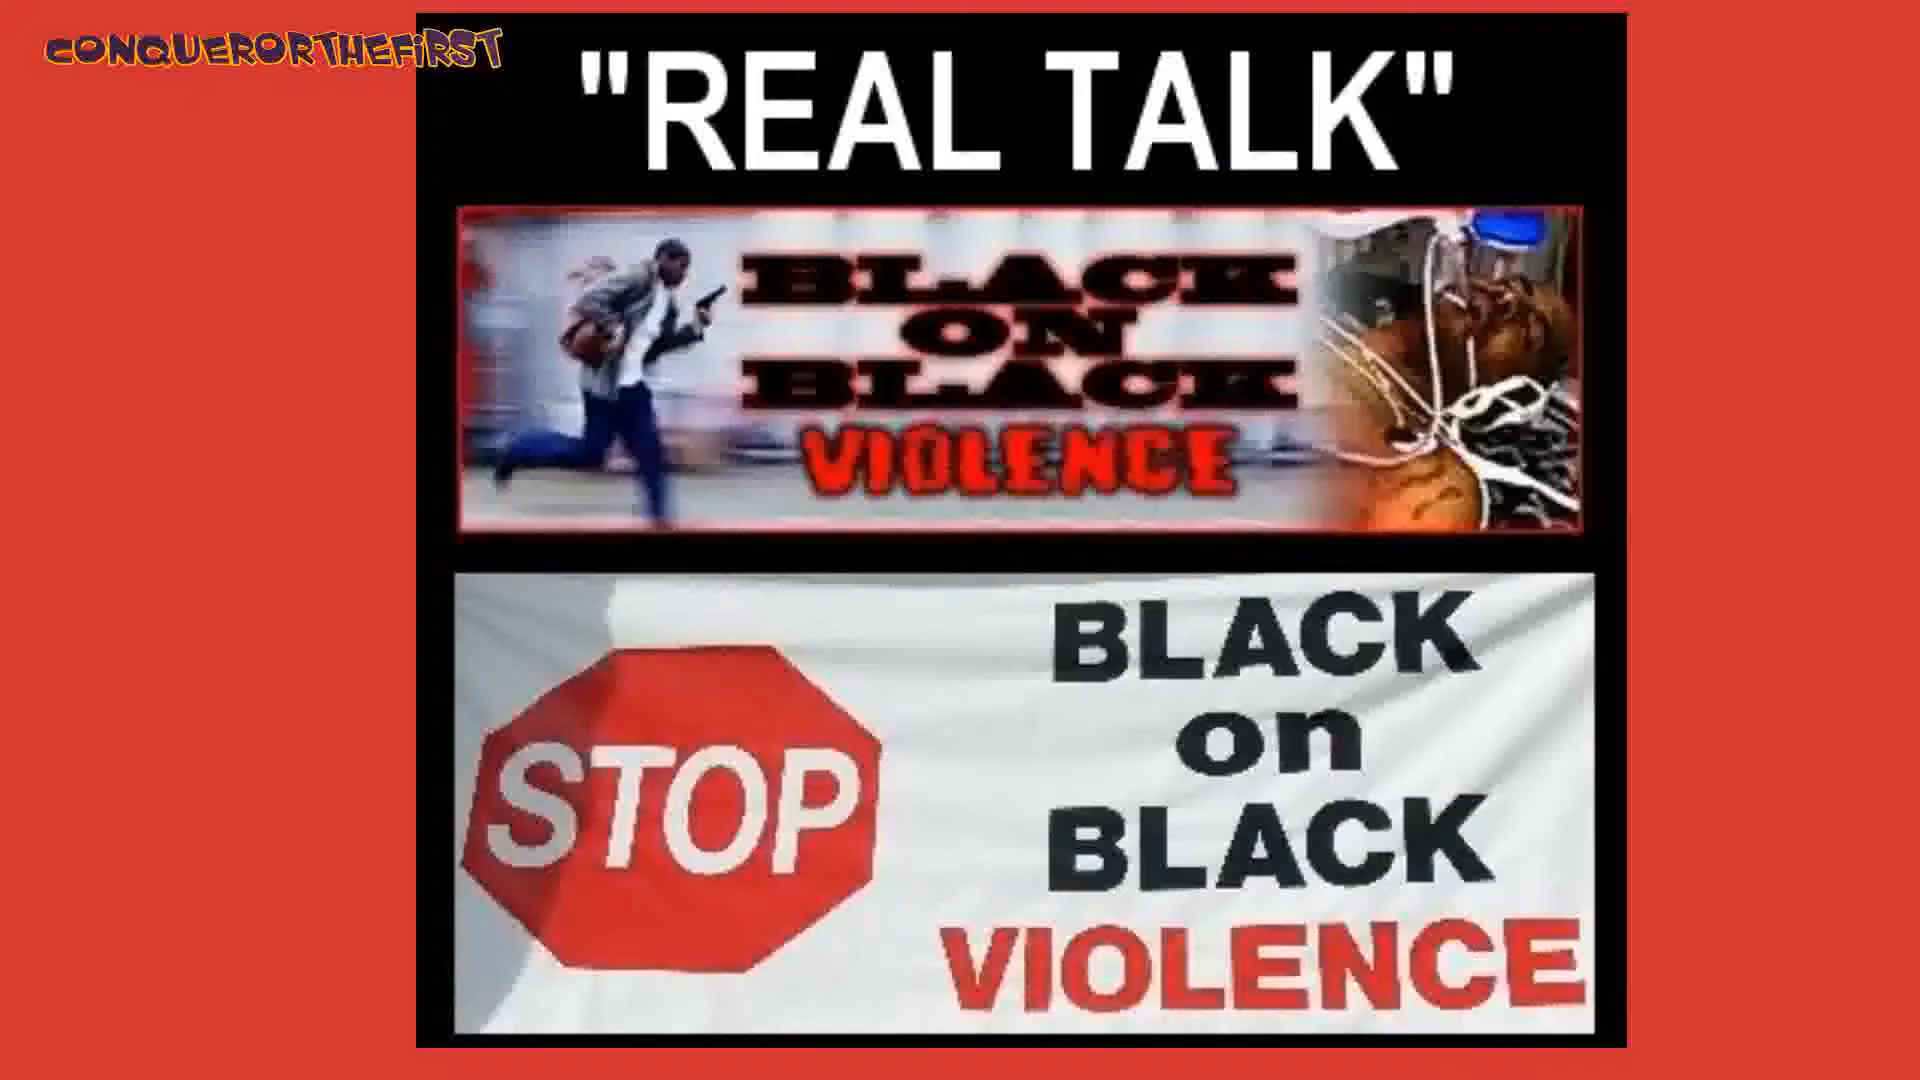 CONQUERORTHEFiRST
"REAL TALK"
BLACK
ON
BLACK
VIOLENCE
STOP
BLACK
on
BLACK
VIOLENCE